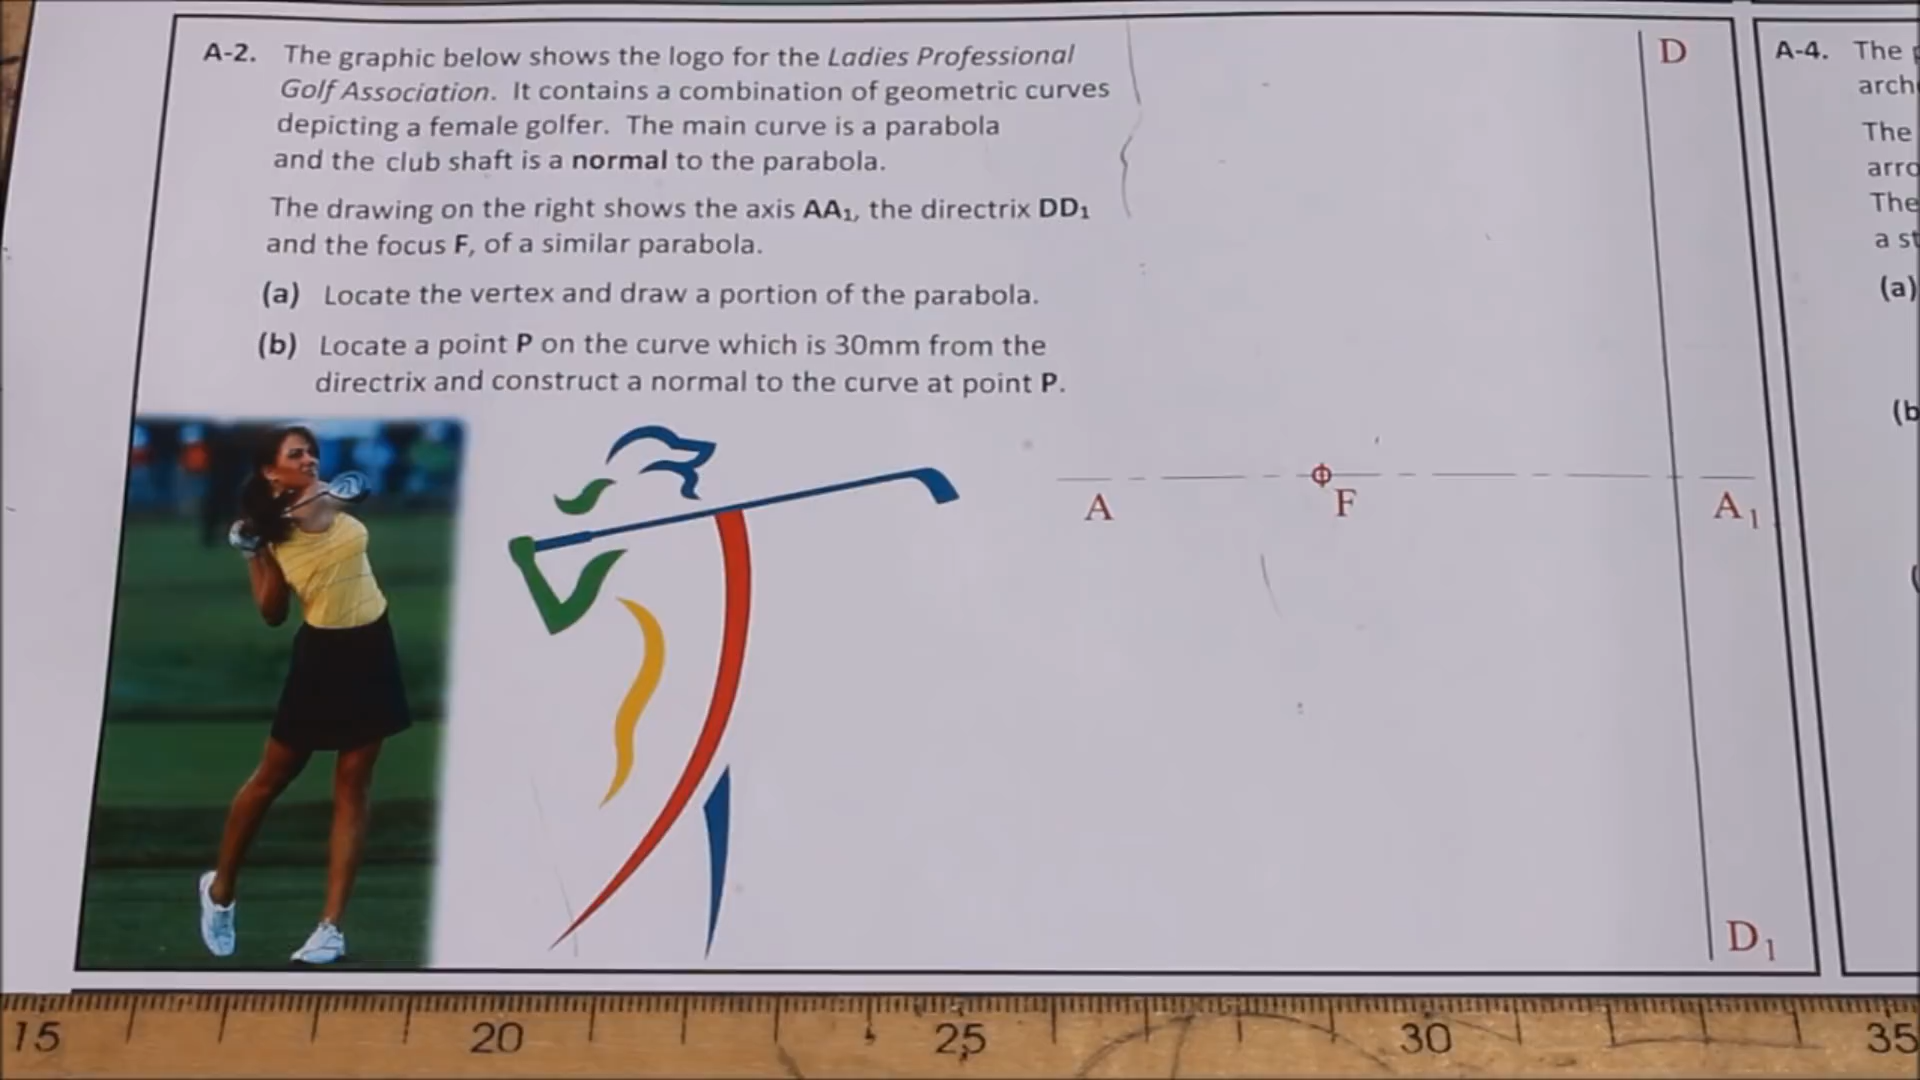 A-2. The graphic below shows the logo for the Ladies Professional
Golf Association. It contains a combination of geometric curves
depicting a female golfer. The main curve is a parabola
and the club shaft is a normal to the parabola.
The drawing on the right shows the axis AA₁, the directrix DD₁
and the focus F, of a similar parabola.
(a) Locate the vertex and draw a portion of the parabola.
(b) Locate a point P on the curve which is 30mm from the
directrix and construct a normal to the curve at point P.
D
A F A₁
D₁
A-4. The
The
The
a
(a)
15 20 25 30 35